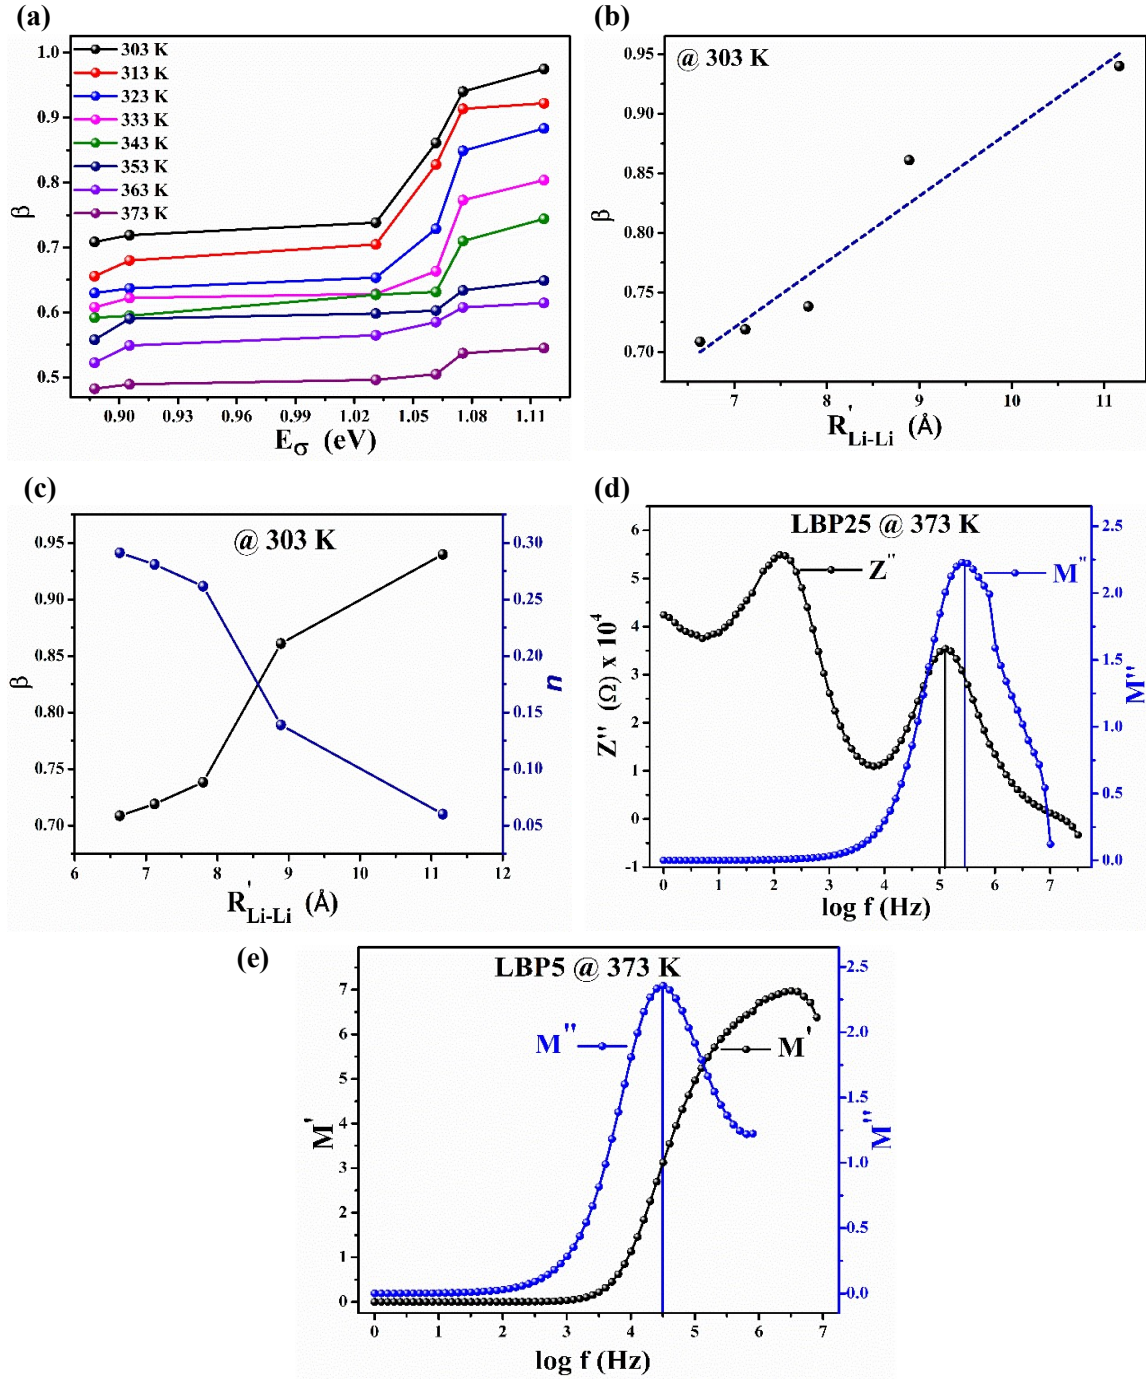 (a)
1.0
0.9
0.8
0.7
0.6
0.5
β
303 K
313 K
323 K
333 K
343 K
353 K
363 K
373 K
0.90 0.93 0.96 0.99 1.02 1.05 1.08 1.11
Eσ (eV)
(b)
@ 303 K
0.95
0.90
0.85
0.80
0.75
0.70
β
7 8 9 10 11
R'Li-Li (Å)
(c)
@ 303 K
0.95
0.90
0.85
0.80
0.75
0.70
β
0.30
0.25
0.20
0.15
0.10
0.05
n
6 7 8 9 10 11 12
R'Li-Li (Å)
(d)
LBP25 @ 373 K
6
5
4
3
2
1
0
-1
Z'' (Ω) x 10⁴
Z''
M''
2.5
2.0
1.5
1.0
0.5
0.0
M''
0 1 2 3 4 5 6 7
log f (Hz)
(e)
LBP5 @ 373 K
7
6
5
4
3
2
1
0
M'
M''
M'
2.5
2.0
1.5
1.0
0.5
0.0
M''
0 1 2 3 4 5 6 7
log f (Hz)